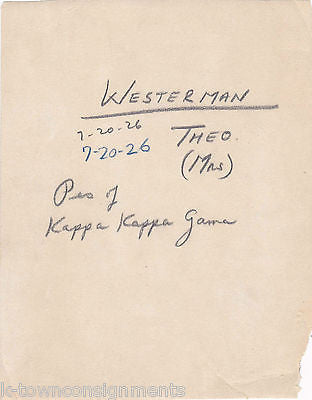 WESTERMAN
7-20-26
THEO.
7-20-26
(Mrs)
Pres of
Kappa Kappa Gama
k-townconsignments